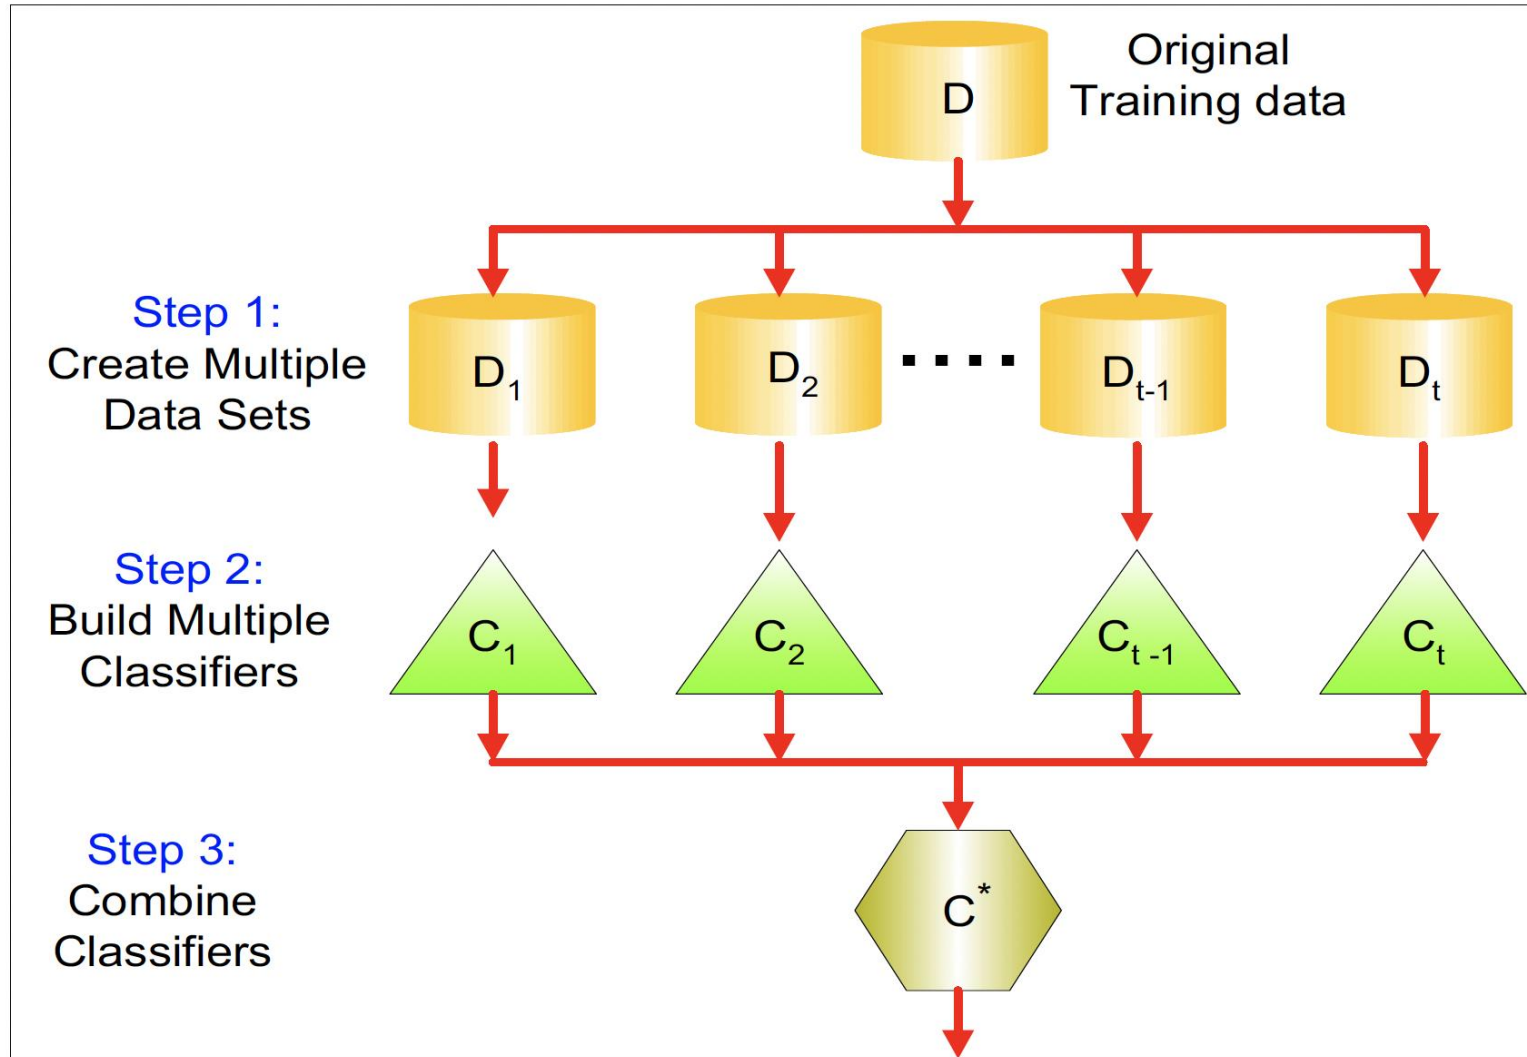 D
Original
Training data
Step 1:
Create Multiple
Data Sets
D1
D2
....
Dt-1
Dt
Step 2:
Build Multiple
Classifiers
C1
C2
Ct -1
Ct
Step 3:
Combine
Classifiers
C*